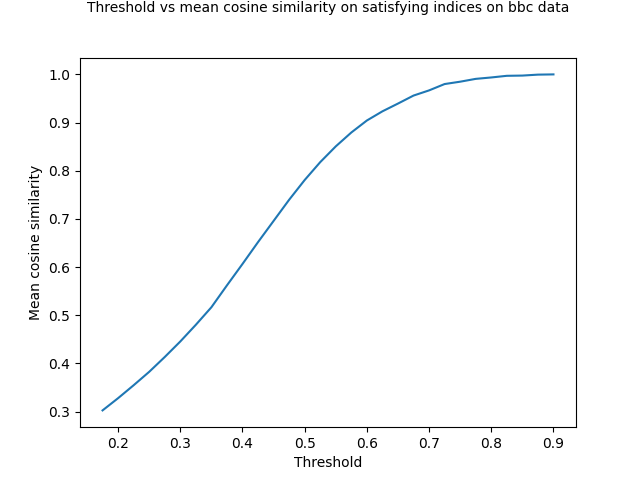 Threshold vs mean cosine similarity on satisfying indices on bbc data
Mean cosine similarity
1.0
0.9
0.8
0.7
0.6
0.5
0.4
0.3
0.2 0.3 0.4 0.5 0.6 0.7 0.8 0.9
Threshold